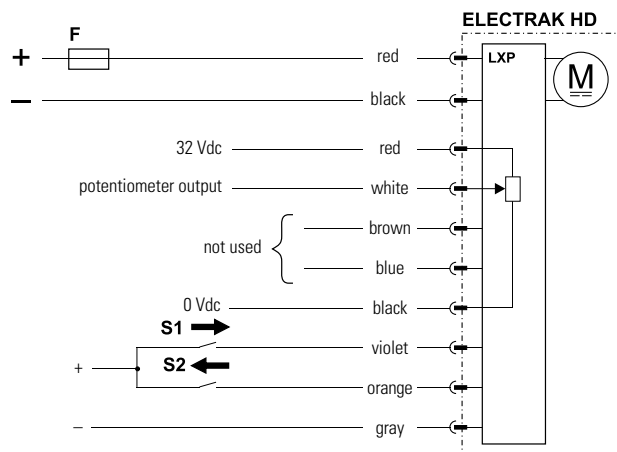 ELECTRAK HD
F
+ red LXP
M
− black
32 Vdc red
potentiometer output white
not used brown
blue
0 Vdc black
S1
violet
S2
+
orange
− gray